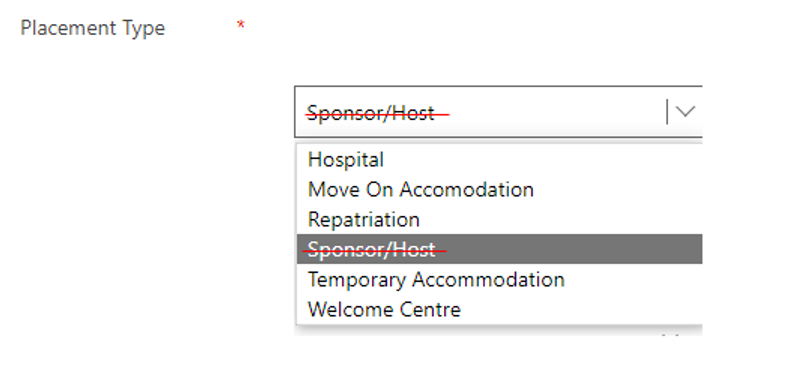 Placement Type *
Sponsor/Host
Hospital
Move On Accomodation
Repatriation
Sponsor/Host
Temporary Accommodation
Welcome Centre